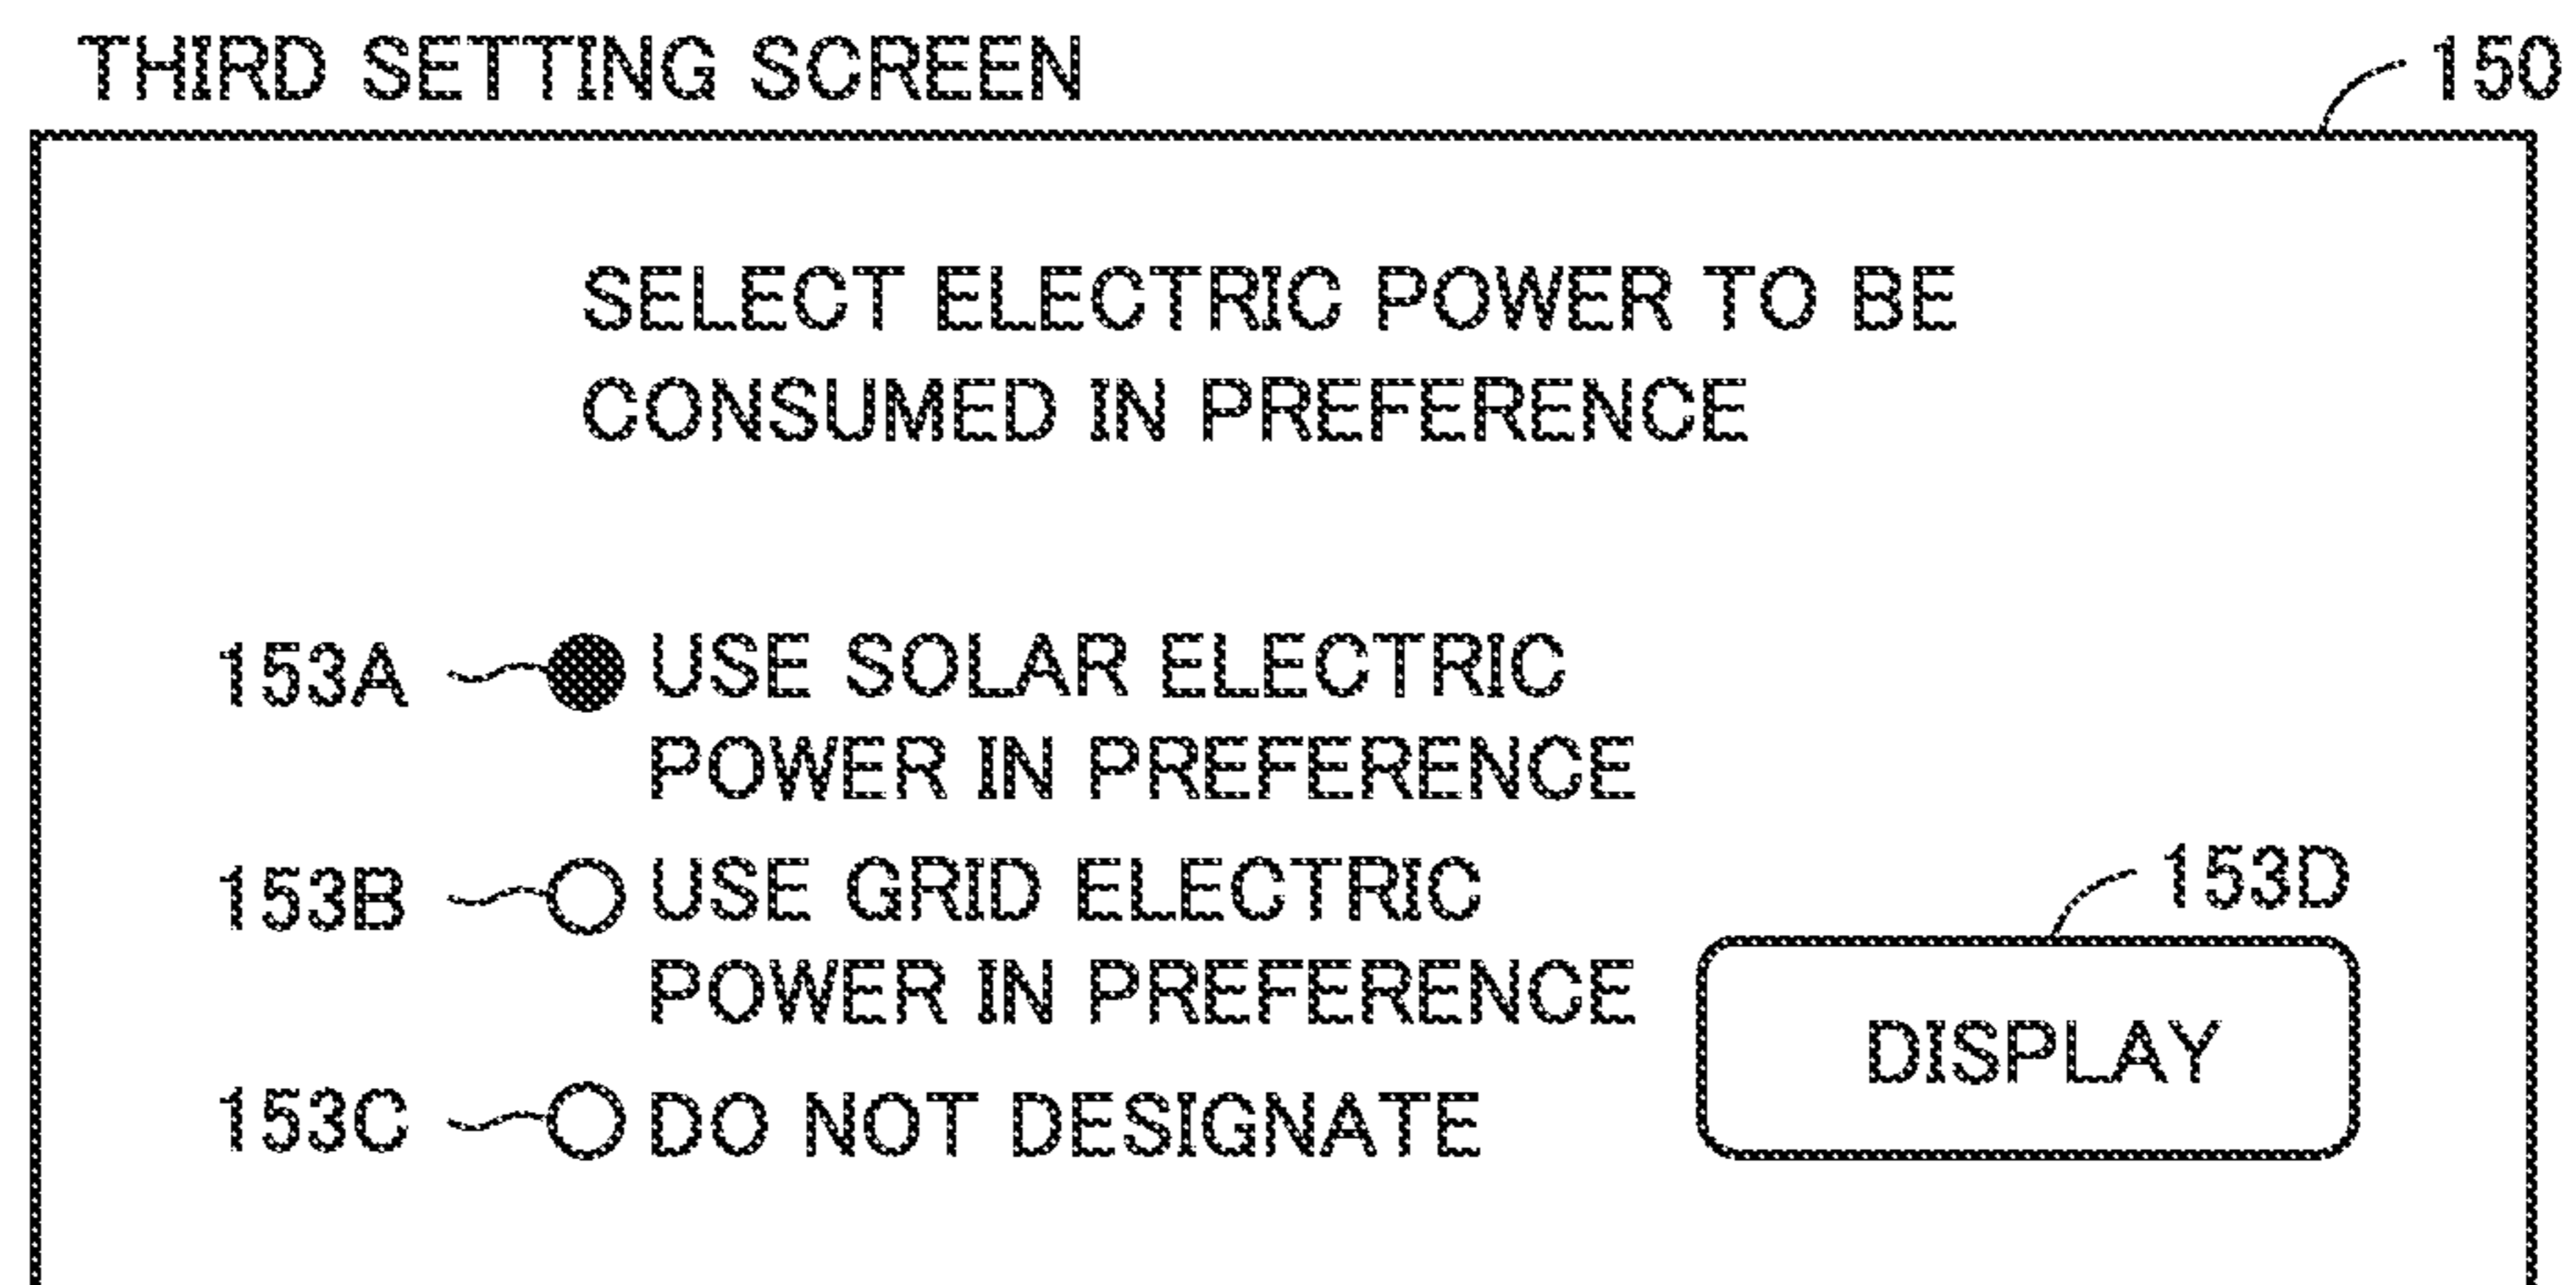 THIRD SETTING SCREEN
150
SELECT ELECTRIC POWER TO BE
CONSUMED IN PREFERENCE
153A USE SOLAR ELECTRIC
POWER IN PREFERENCE
153B USE GRID ELECTRIC
POWER IN PREFERENCE
153D
DISPLAY
153C DO NOT DESIGNATE